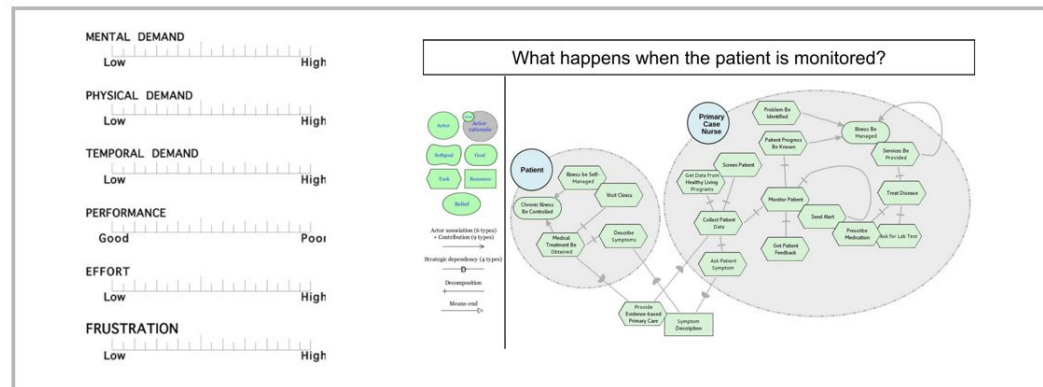 MENTAL DEMAND
Low High
PHYSICAL DEMAND
Low High
TEMPORAL DEMAND
Low High
PERFORMANCE
Good Poor
EFFORT
Low High
FRUSTRATION
Low High
What happens when the patient is monitored?
Actor
Actor
rationale
Softgoal
Goal
Task
Resource
Belief
Actor association (6 types)
+ Contribution (9 types)
Strategic dependency (4 types)
D
Decomposition
Means-end
Patient
Illness be Self-
Managed
Visit Clinics
Chronic Illness
Be Controlled
Medical
Treatment Be
Obtained
Describe
Symptoms
Primary
Case
Nurse
Problem Be
Identified
Illness Be
Managed
Patient Progress
Be Known
Services Be
Provided
Screen Patient
Get Data From
Healthy Living
Programs
Monitor Patient
Treat Disease
Collect Patient
Data
Send Alert
Prescribe
Medication
Ask for Lab Test
Get Patient
Feedback
Ask Patient
Symptom
Provide
Evidence-based
Primary Care
Symptom
Description